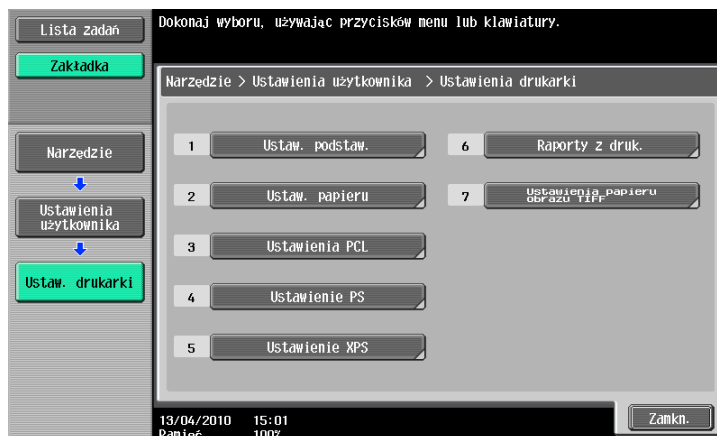 Lista zadań
Zakładka
Narzędzie
Ustawienia
użytkownika
Ustaw. drukarki
Dokonaj wyboru, używając przycisków menu lub klawiatury.
Narzędzie > Ustawienia użytkownika > Ustawienia drukarki
1 Ustaw. podstaw.
2 Ustaw. papieru
3 Ustawienia PCL
4 Ustawienie PS
5 Ustawienie XPS
6 Raporty z druk.
7 Ustawienia papieru
obrazu TIFF
13/04/2010 15:01
Pamięć 100%
Zamkn.